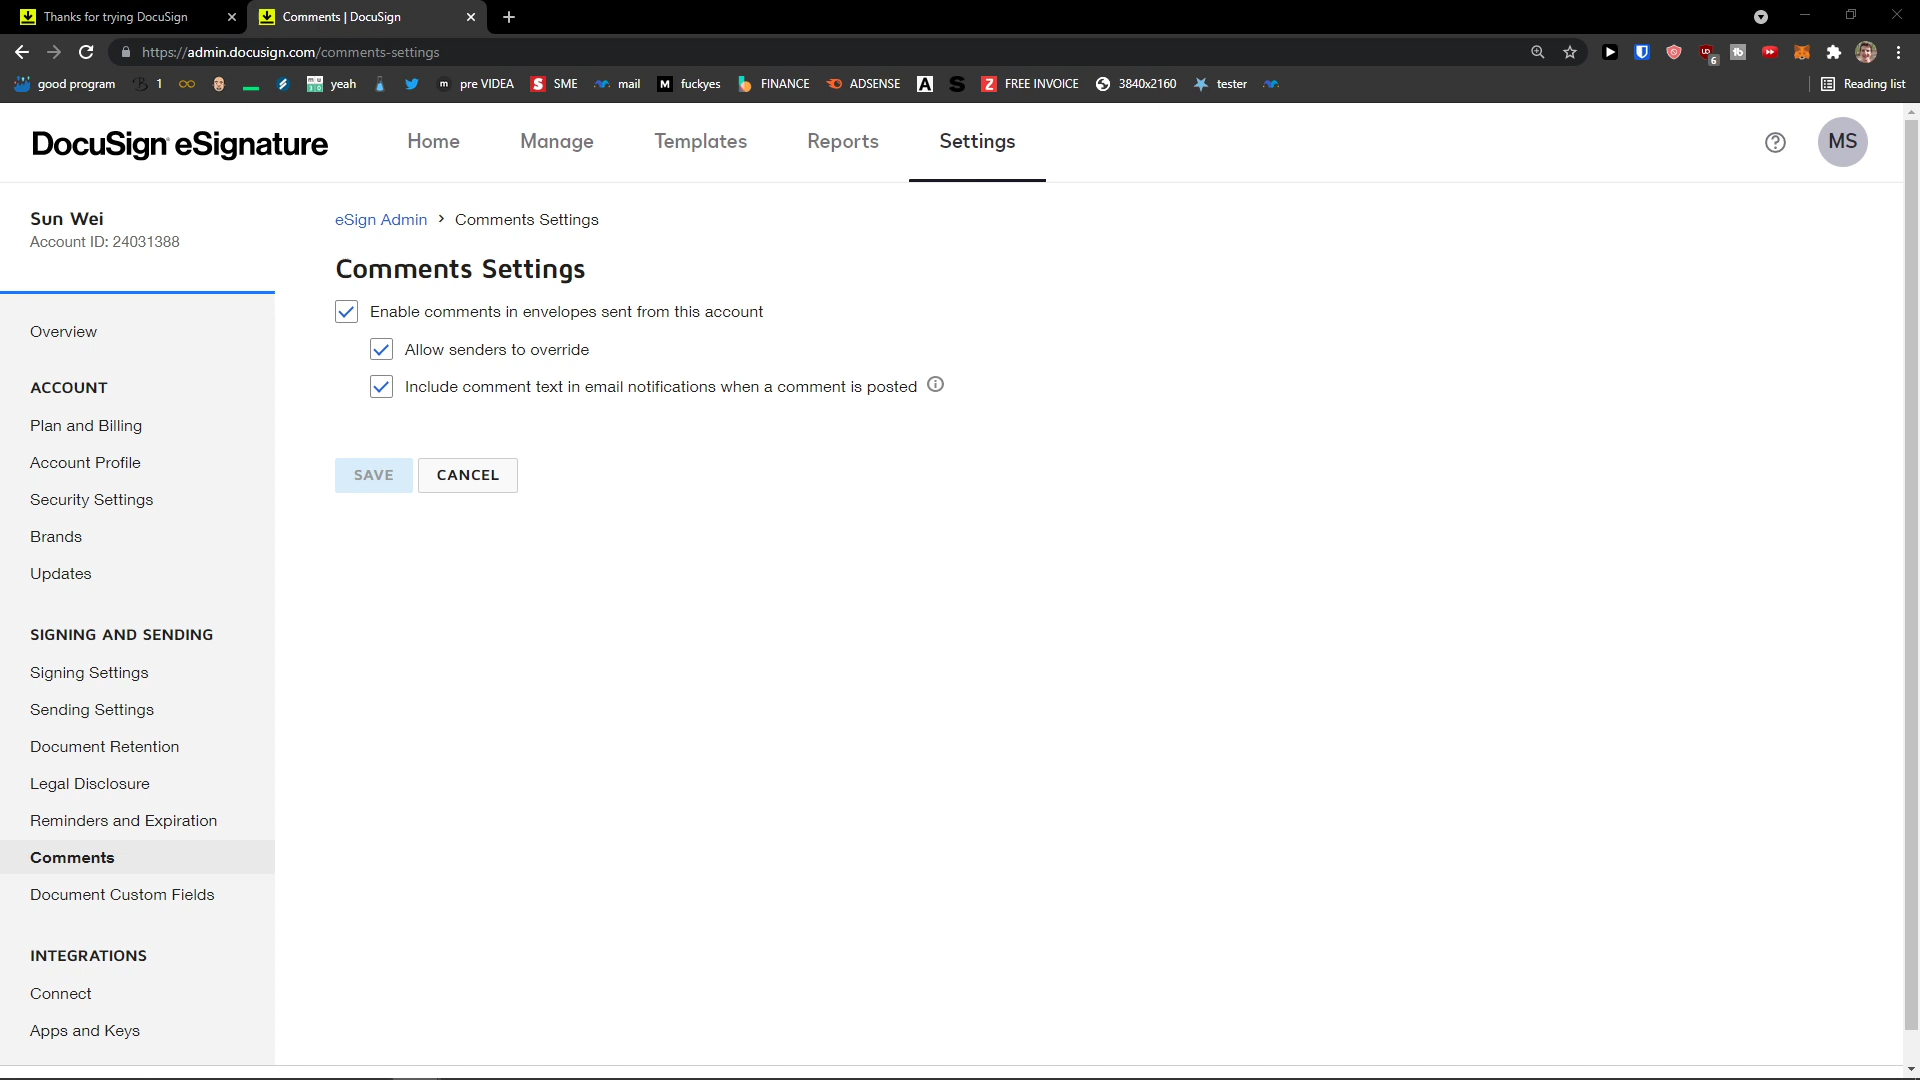 Thanks for trying DocuSign
Comments | DocuSign
https://admin.docusign.com/comments-settings
good program
1
yeah
pre VIDEA
SME
mail
fuckyes
FINANCE
ADSENSE
FREE INVOICE
3840x2160
tester
Reading list
DocuSign eSignature
Home
Manage
Templates
Reports
Settings
MS
Sun Wei
Account ID: 24031388
eSign Admin > Comments Settings
Comments Settings
Enable comments in envelopes sent from this account
Allow senders to override
Include comment text in email notifications when a comment is posted
SAVE
CANCEL
Overview
ACCOUNT
Plan and Billing
Account Profile
Security Settings
Brands
Updates
SIGNING AND SENDING
Signing Settings
Sending Settings
Document Retention
Legal Disclosure
Reminders and Expiration
Comments
Document Custom Fields
INTEGRATIONS
Connect
Apps and Keys